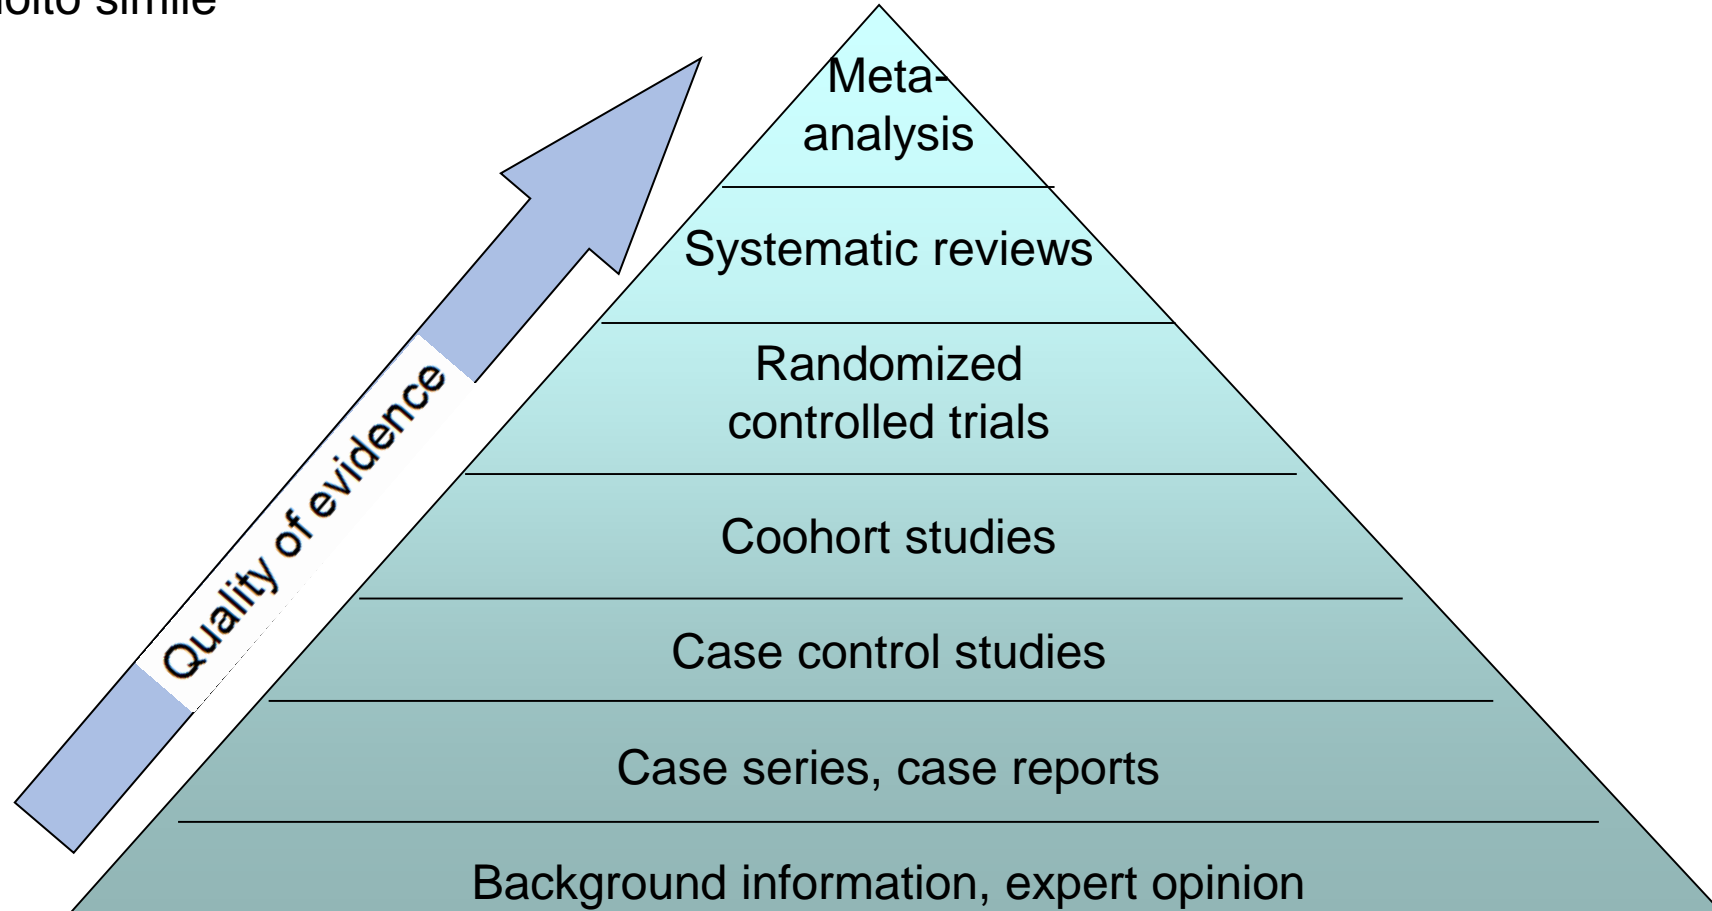 simile
Meta-
analysis
Systematic reviews
Randomized
controlled trials
Quality of evidence
Coohort studies
Case control studies
Case series, case reports
Background information, expert opinion